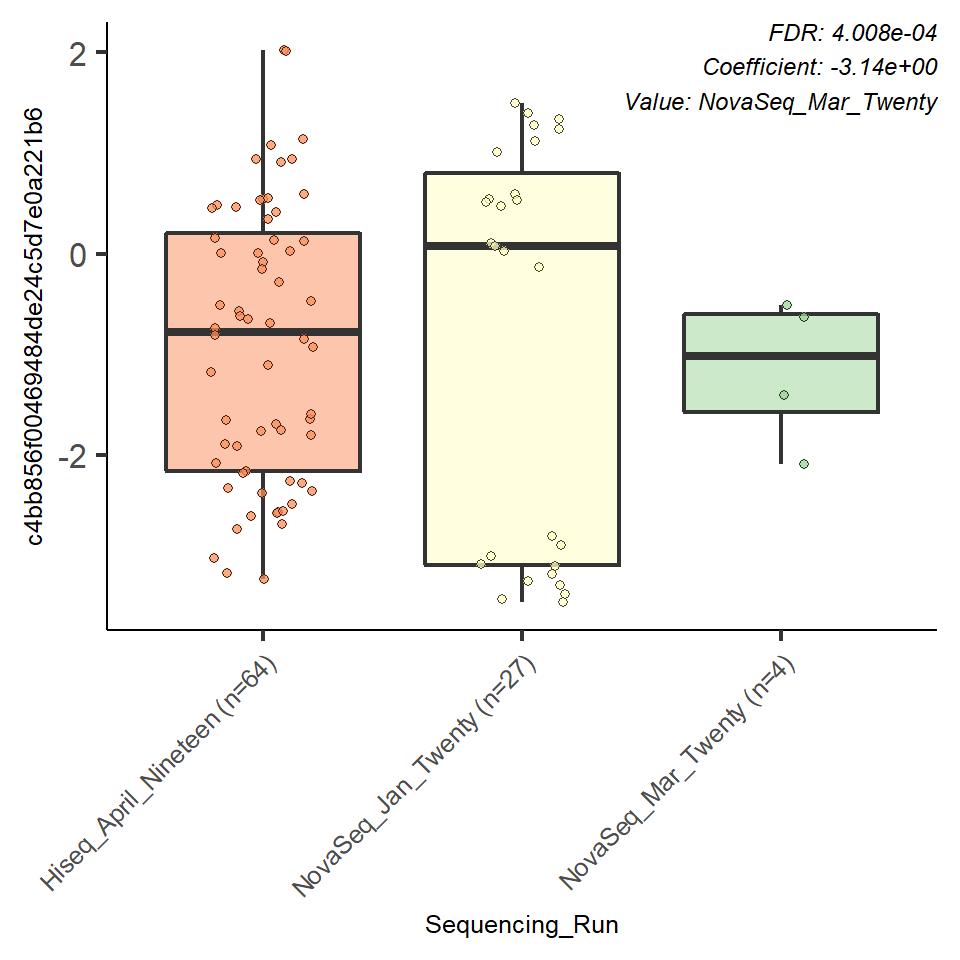 FDR: 4.008e-04
Coefficient: -3.14e+00
Value: NovaSeq_Mar_Twenty
c4bb856f00469484de24c5d7e0a221b6
2
0
-2
Hiseq_April_Nineteen (n=64)
NovaSeq_Jan_Twenty (n=27)
NovaSeq_Mar_Twenty (n=4)
Sequencing_Run